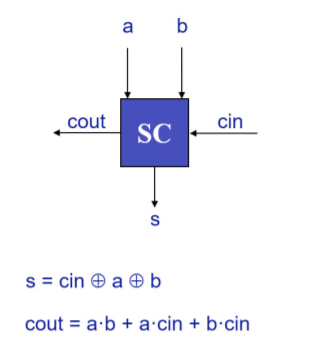 a b
cout SC cin
s
s = cin ⊕ a ⊕ b
cout = a·b + a·cin + b·cin